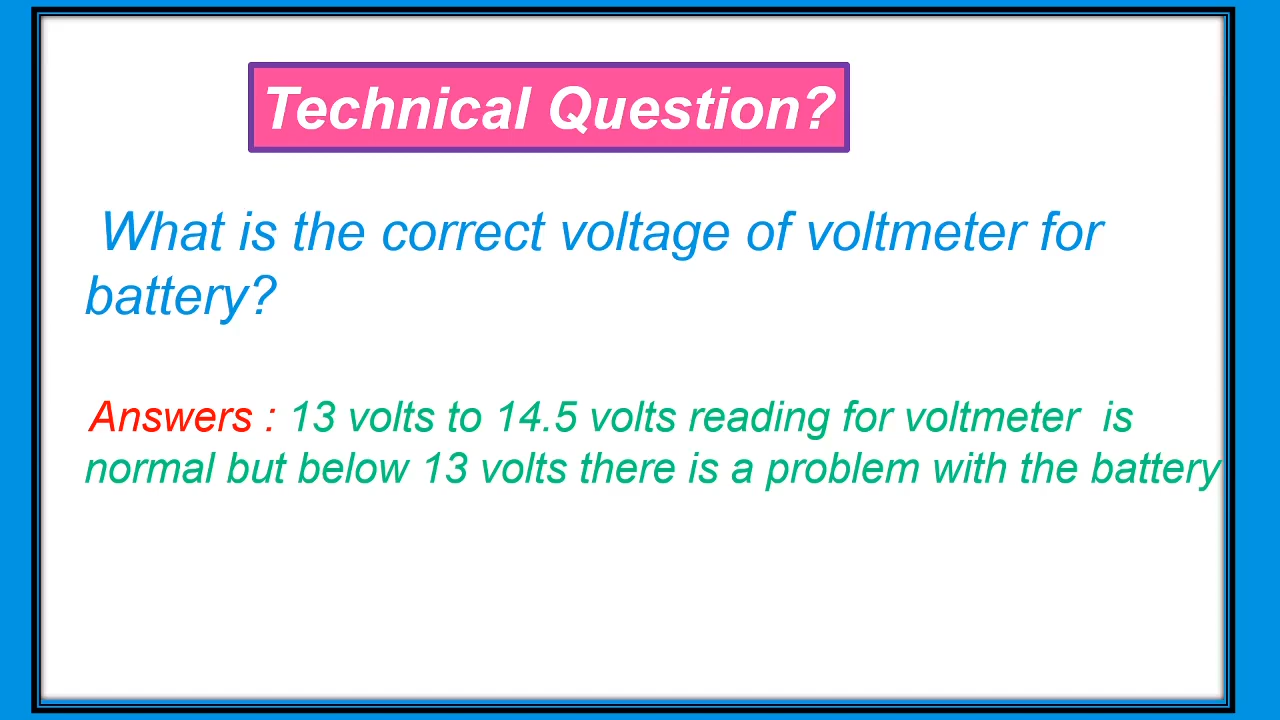 Technical Question?
What is the correct voltage of voltmeter for
battery?
Answers : 13 volts to 14.5 volts reading for voltmeter is
normal but below 13 volts there is a problem with the battery